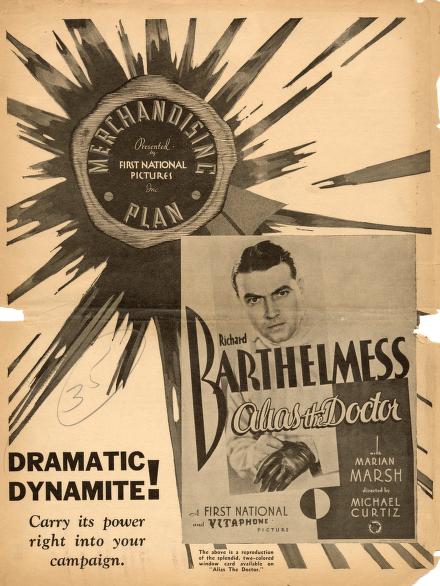 MERCHANDISING
Presented
by
FIRST NATIONAL
PICTURES
Inc.
PLAN
35
Richard
BARTHELMESS
Alias the Doctor
with
MARIAN
MARSH
directed by
MICHAEL
CURTIZ
A FIRST NATIONAL
and VITAPHONE
PICTURE
DRAMATIC
DYNAMITE!
Carry its power
right into your
campaign.
The above is a reproduction
of the splendid, two-colored
window card available on
"Alias The Doctor."